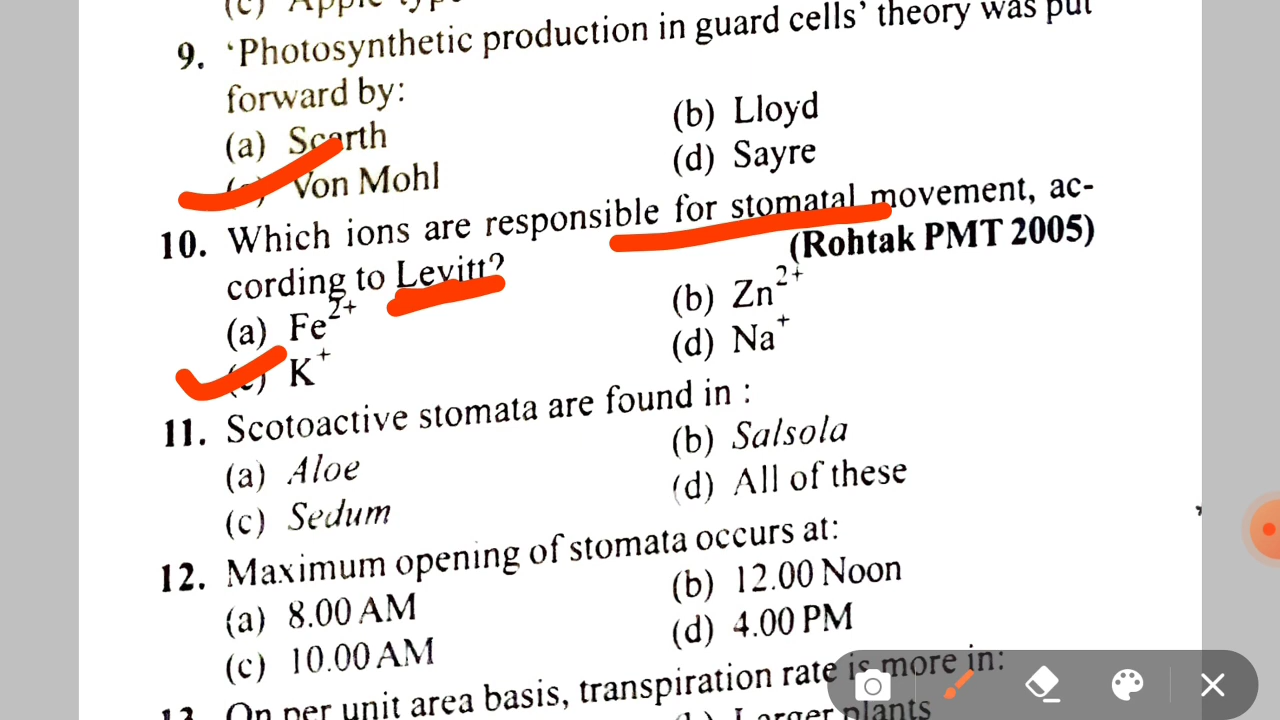 (c) Apple
9. 'Photosynthetic production in guard cells' theory was put
forward by:
(a) Scarth (b) Lloyd
Von Mohl (d) Sayre
10. Which ions are responsible for stomatal movement, ac-
cording to Levitt? (Rohtak PMT 2005)
(a) Fe²⁺ (b) Zn²⁺
(c) K⁺ (d) Na⁺
11. Scotoactive stomata are found in :
(a) Aloe (b) Salsola
(c) Sedum (d) All of these
12. Maximum opening of stomata occurs at:
(a) 8.00 AM (b) 12.00 Noon
(c) 10.00 AM (d) 4.00 PM
13. On per unit area basis, transpiration rate is more in:
(b) Larger plants